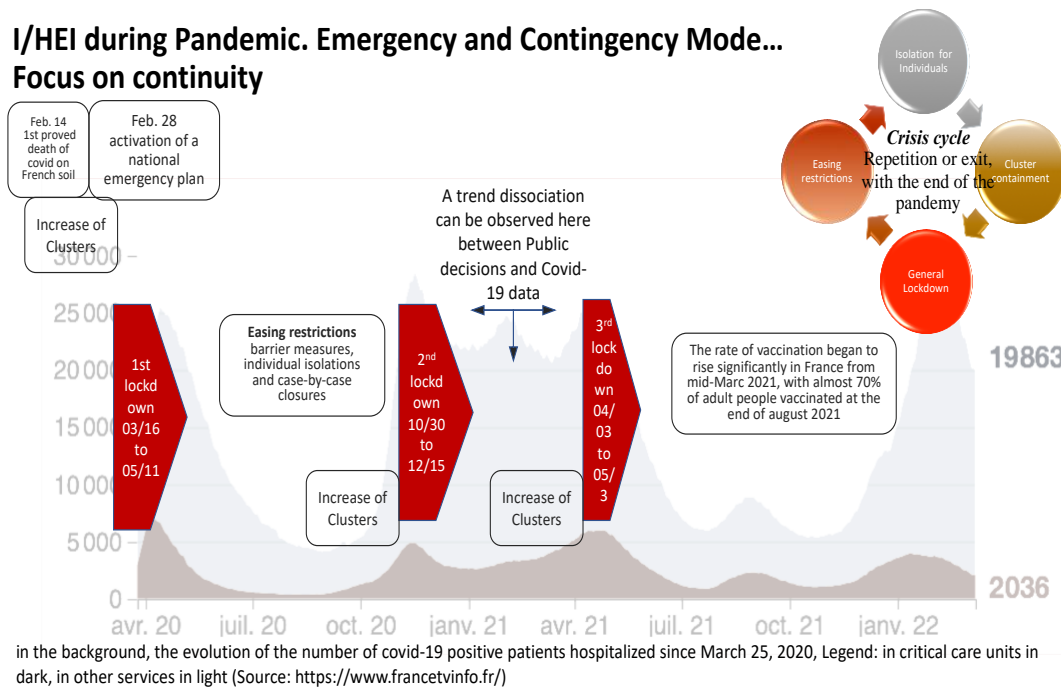 I/HEI during Pandemic. Emergency and Contingency Mode…
Focus on continuity
Feb. 14
1st proved
death of
covid on
French soil
Feb. 28
activation of a
national
emergency plan
Increase of
Clusters
A trend dissociation
can be observed here
between Public
decisions and Covid-
19 data
Isolation for
Individuals
Crisis cycle
Repetition or exit,
with the end of the
pandemy
Easing
restrictions
Cluster
containment
General
Lockdown
30 000
25 000
20 000
15 000
10 000
5 000
0
1st
lockd
own
03/16
to
05/11
Easing restrictions
barrier measures,
individual isolations
and case-by-case
closures
Increase of
Clusters
2nd
lockd
own
10/30
to
12/15
Increase of
Clusters
3rd
lock
do
wn
04/
03
to
05/
3
The rate of vaccination began to
rise significantly in France from
mid-Marc 2021, with almost 70%
of adult people vaccinated at the
end of august 2021
19863
2036
avr. 20 juil. 20 oct. 20 janv. 21 avril. 21 juil. 21 oct. 21 janv. 22
in the background, the evolution of the number of covid-19 positive patients hospitalized since March 25, 2020, Legend: in critical care units in
dark, in other services in light (Source: https://www.francetvinfo.fr/)